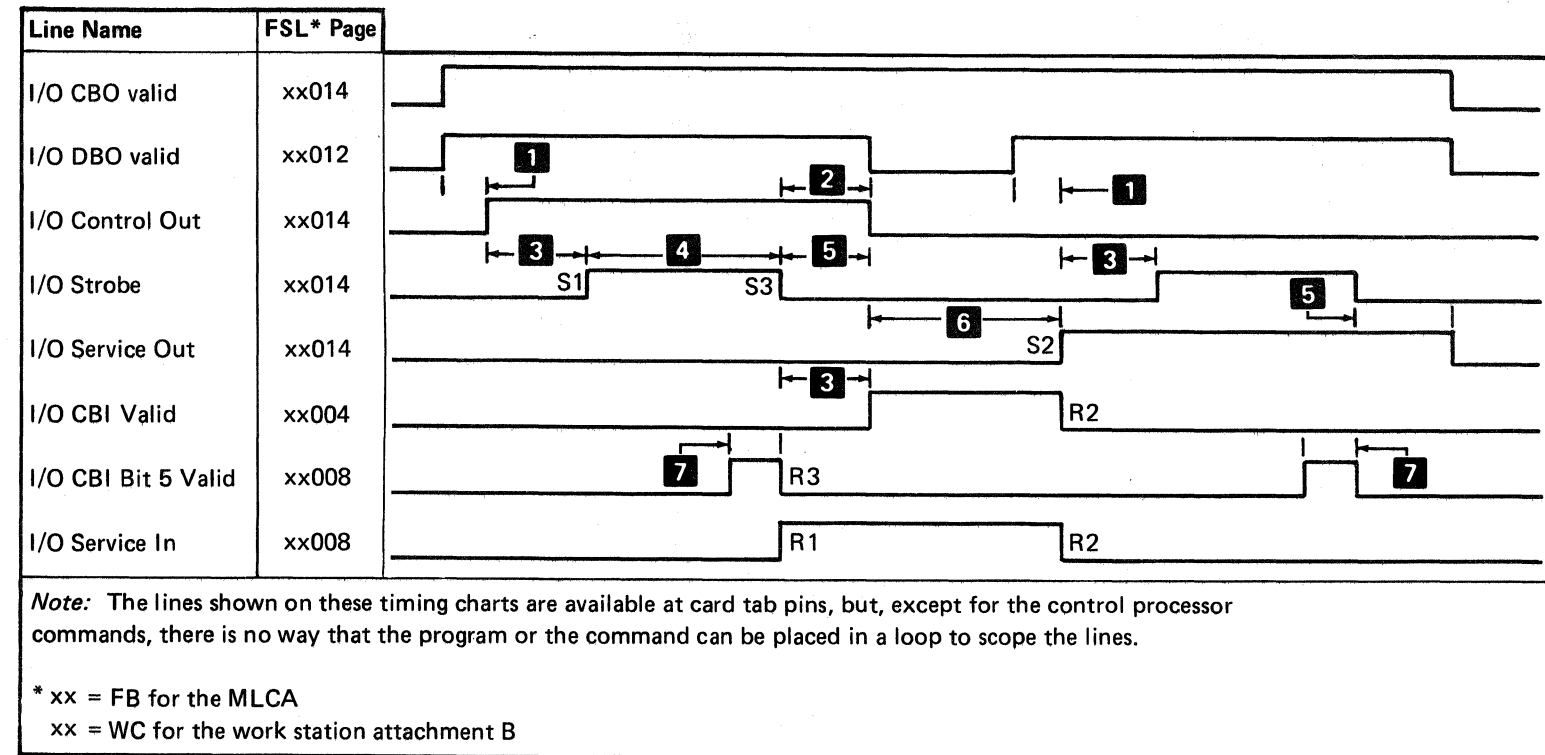 Line Name FSL* Page
I/O CBO valid xx014
I/O DBO valid xx012
1 2 1
I/O Control Out xx014
3 4 5 3
I/O Strobe xx014 S1 S3 5
6
I/O Service Out xx014 S2
3
I/O CBI Valid xx004 R2
7 7
I/O CBI Bit 5 Valid xx008 R3
I/O Service In xx008 R1 R2
Note: The lines shown on these timing charts are available at card tab pins, but, except for the control processor
commands, there is no way that the program or the command can be placed in a loop to scope the lines.
* xx = FB for the MLCA
xx = WC for the work station attachment B